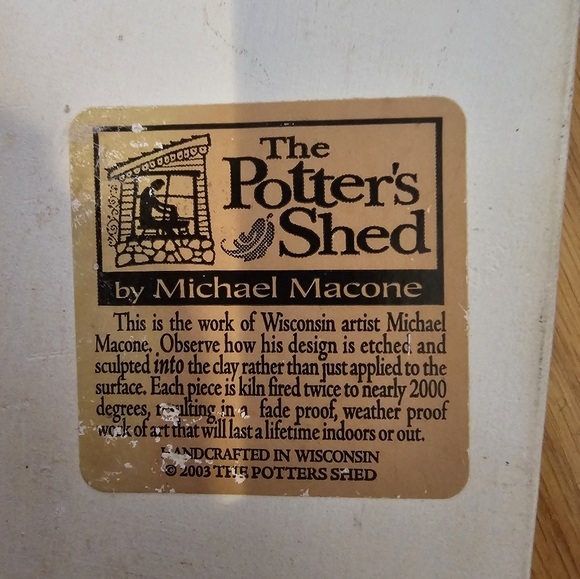 The
Potter's
Shed
by Michael Macone
This is the work of Wisconsin artist Michael
Macone. Observe how his design is etched and
sculpted into the clay rather than just applied to the
surface. Each piece is kiln fired twice to nearly 2000
degrees, resulting in a fade proof, weather proof
work of art that will last a lifetime indoors or out.
HANDCRAFTED IN WISCONSIN
© 2003 THE POTTERS SHED